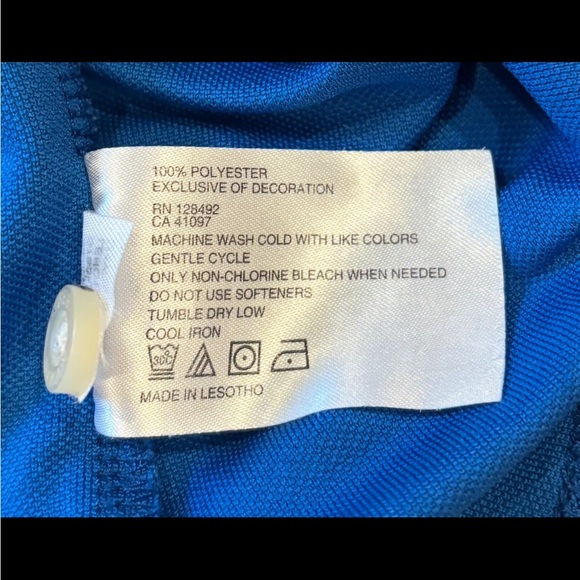 100% POLYESTER
EXCLUSIVE OF DECORATION
RN 128492
CA 41097
MACHINE WASH COLD WITH LIKE COLORS
GENTLE CYCLE
ONLY NON-CHLORINE BLEACH WHEN NEEDED
DO NOT USE SOFTENERS
TUMBLE DRY LOW
COOL IRON
30C
MADE IN LESOTHO